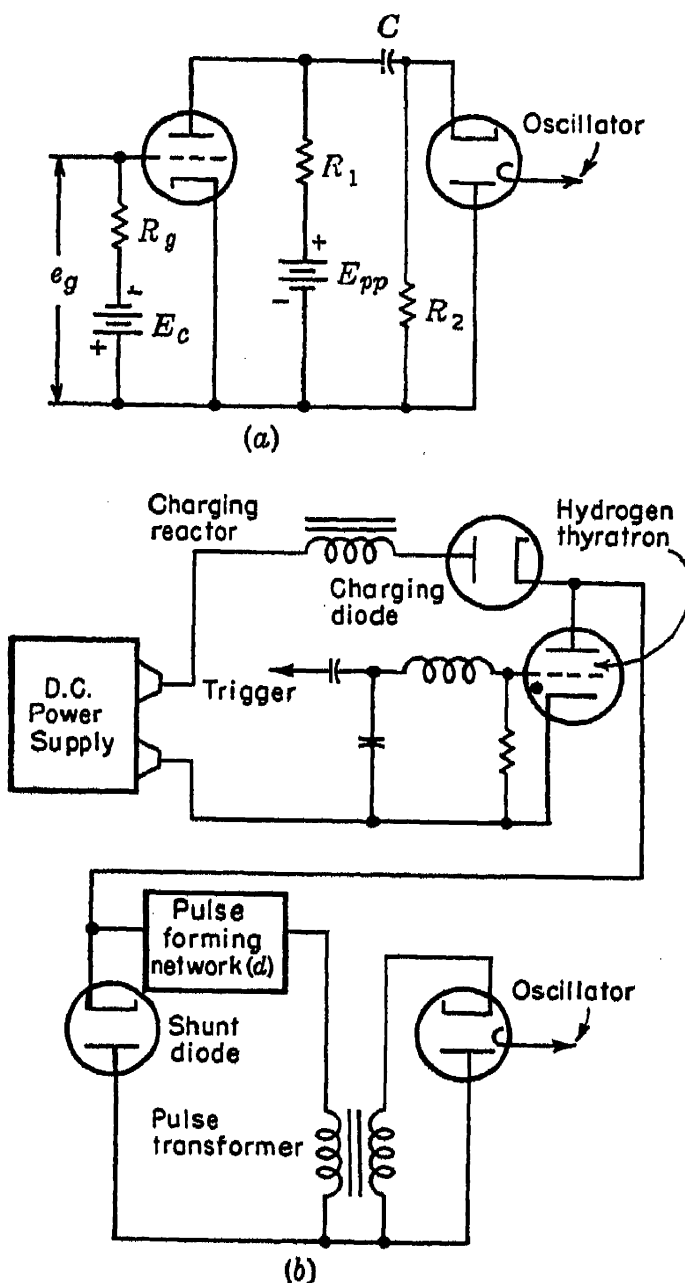 C
Oscillator
R1
Rg
+
Epp
-
eg
-
Ec
+
R2
(a)
Charging
reactor
Hydrogen
thyratron
Charging
diode
D.C.
Power
Supply
Trigger
Pulse
forming
network (d)
Oscillator
Shunt
diode
Pulse
transformer
(b)